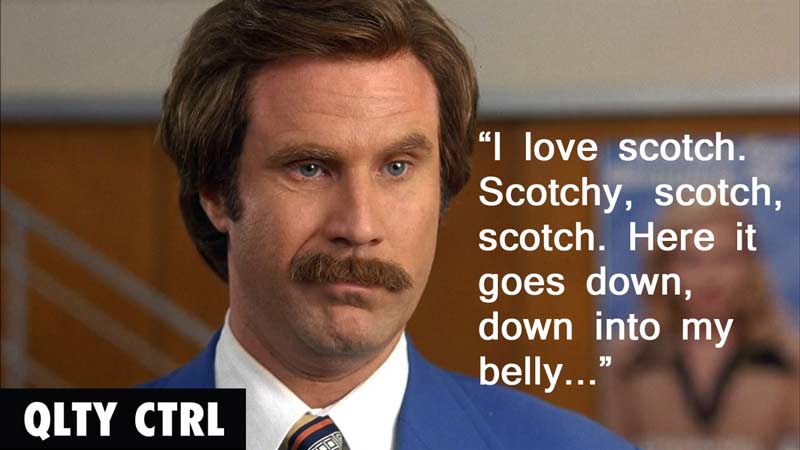 “I love scotch.
Scotchy, scotch,
scotch. Here it
goes down,
down into my
belly...”
QLTY CTRL